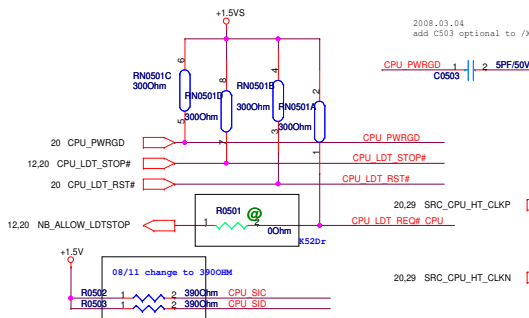 2008.03.04
add C503 optional to /X
+1.5VS
CPU_PWRGD 1 2 5PF/50V
C0503
6 8 4 2
RN0501C
300Ohm
RN0501D
300Ohm
RN0501B
300Ohm
RN0501A
300Ohm
5 7 3 1
20 CPU_PWRGD CPU_PWRGD
12,20 CPU_LDT_STOP# CPU_LDT_STOP#
20 CPU_LDT_RST# CPU_LDT_RST#
20,29 SRC_CPU_HT_CLKP
R0501 @
12,20 NB_ALLOW_LDTSTOP 1 2 CPU_LDT_REQ#_CPU
0Ohm
K52Dr
+1.5V
08/11 change to 390OHM
20,29 SRC_CPU_HT_CLKN
R0502 1 2 390Ohm CPU_SIC
R0503 1 2 390Ohm CPU_SID